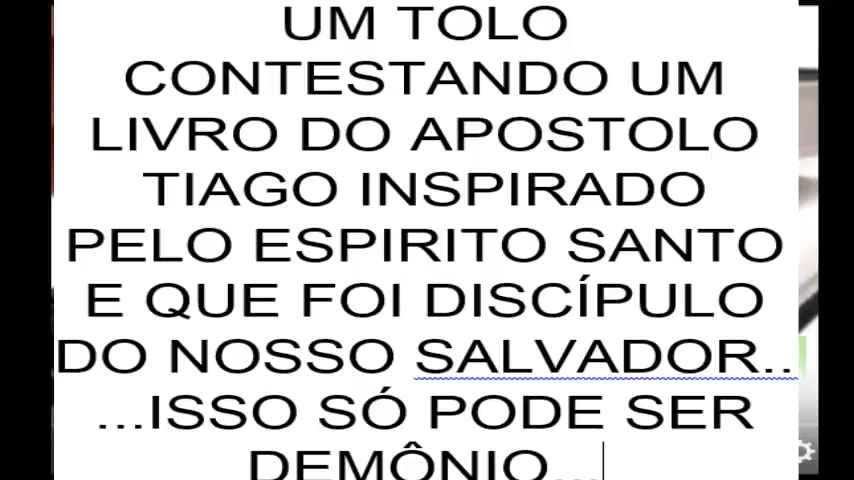 UM TOLO
CONTESTANDO UM
LIVRO DO APOSTOLO
TIAGO INSPIRADO
PELO ESPIRITO SANTO
E QUE FOI DISCÍPULO
DO NOSSO SALVADOR..
...ISSO SÓ PODE SER
DEMÔNIO...